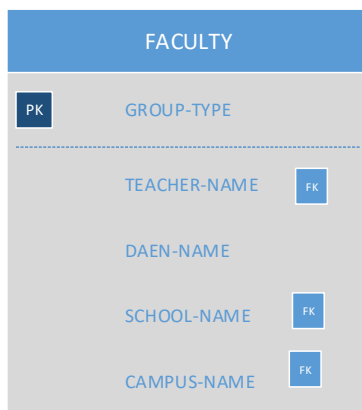 FACULTY
PK GROUP-TYPE
TEACHER-NAME FK
DAEN-NAME
SCHOOL-NAME FK
CAMPUS-NAME FK